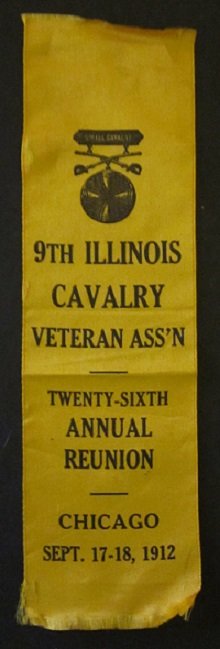 9TH ILLINOIS
CAVALRY
VETERAN ASS'N
TWENTY-SIXTH
ANNUAL
REUNION
CHICAGO
SEPT. 17-18, 1912